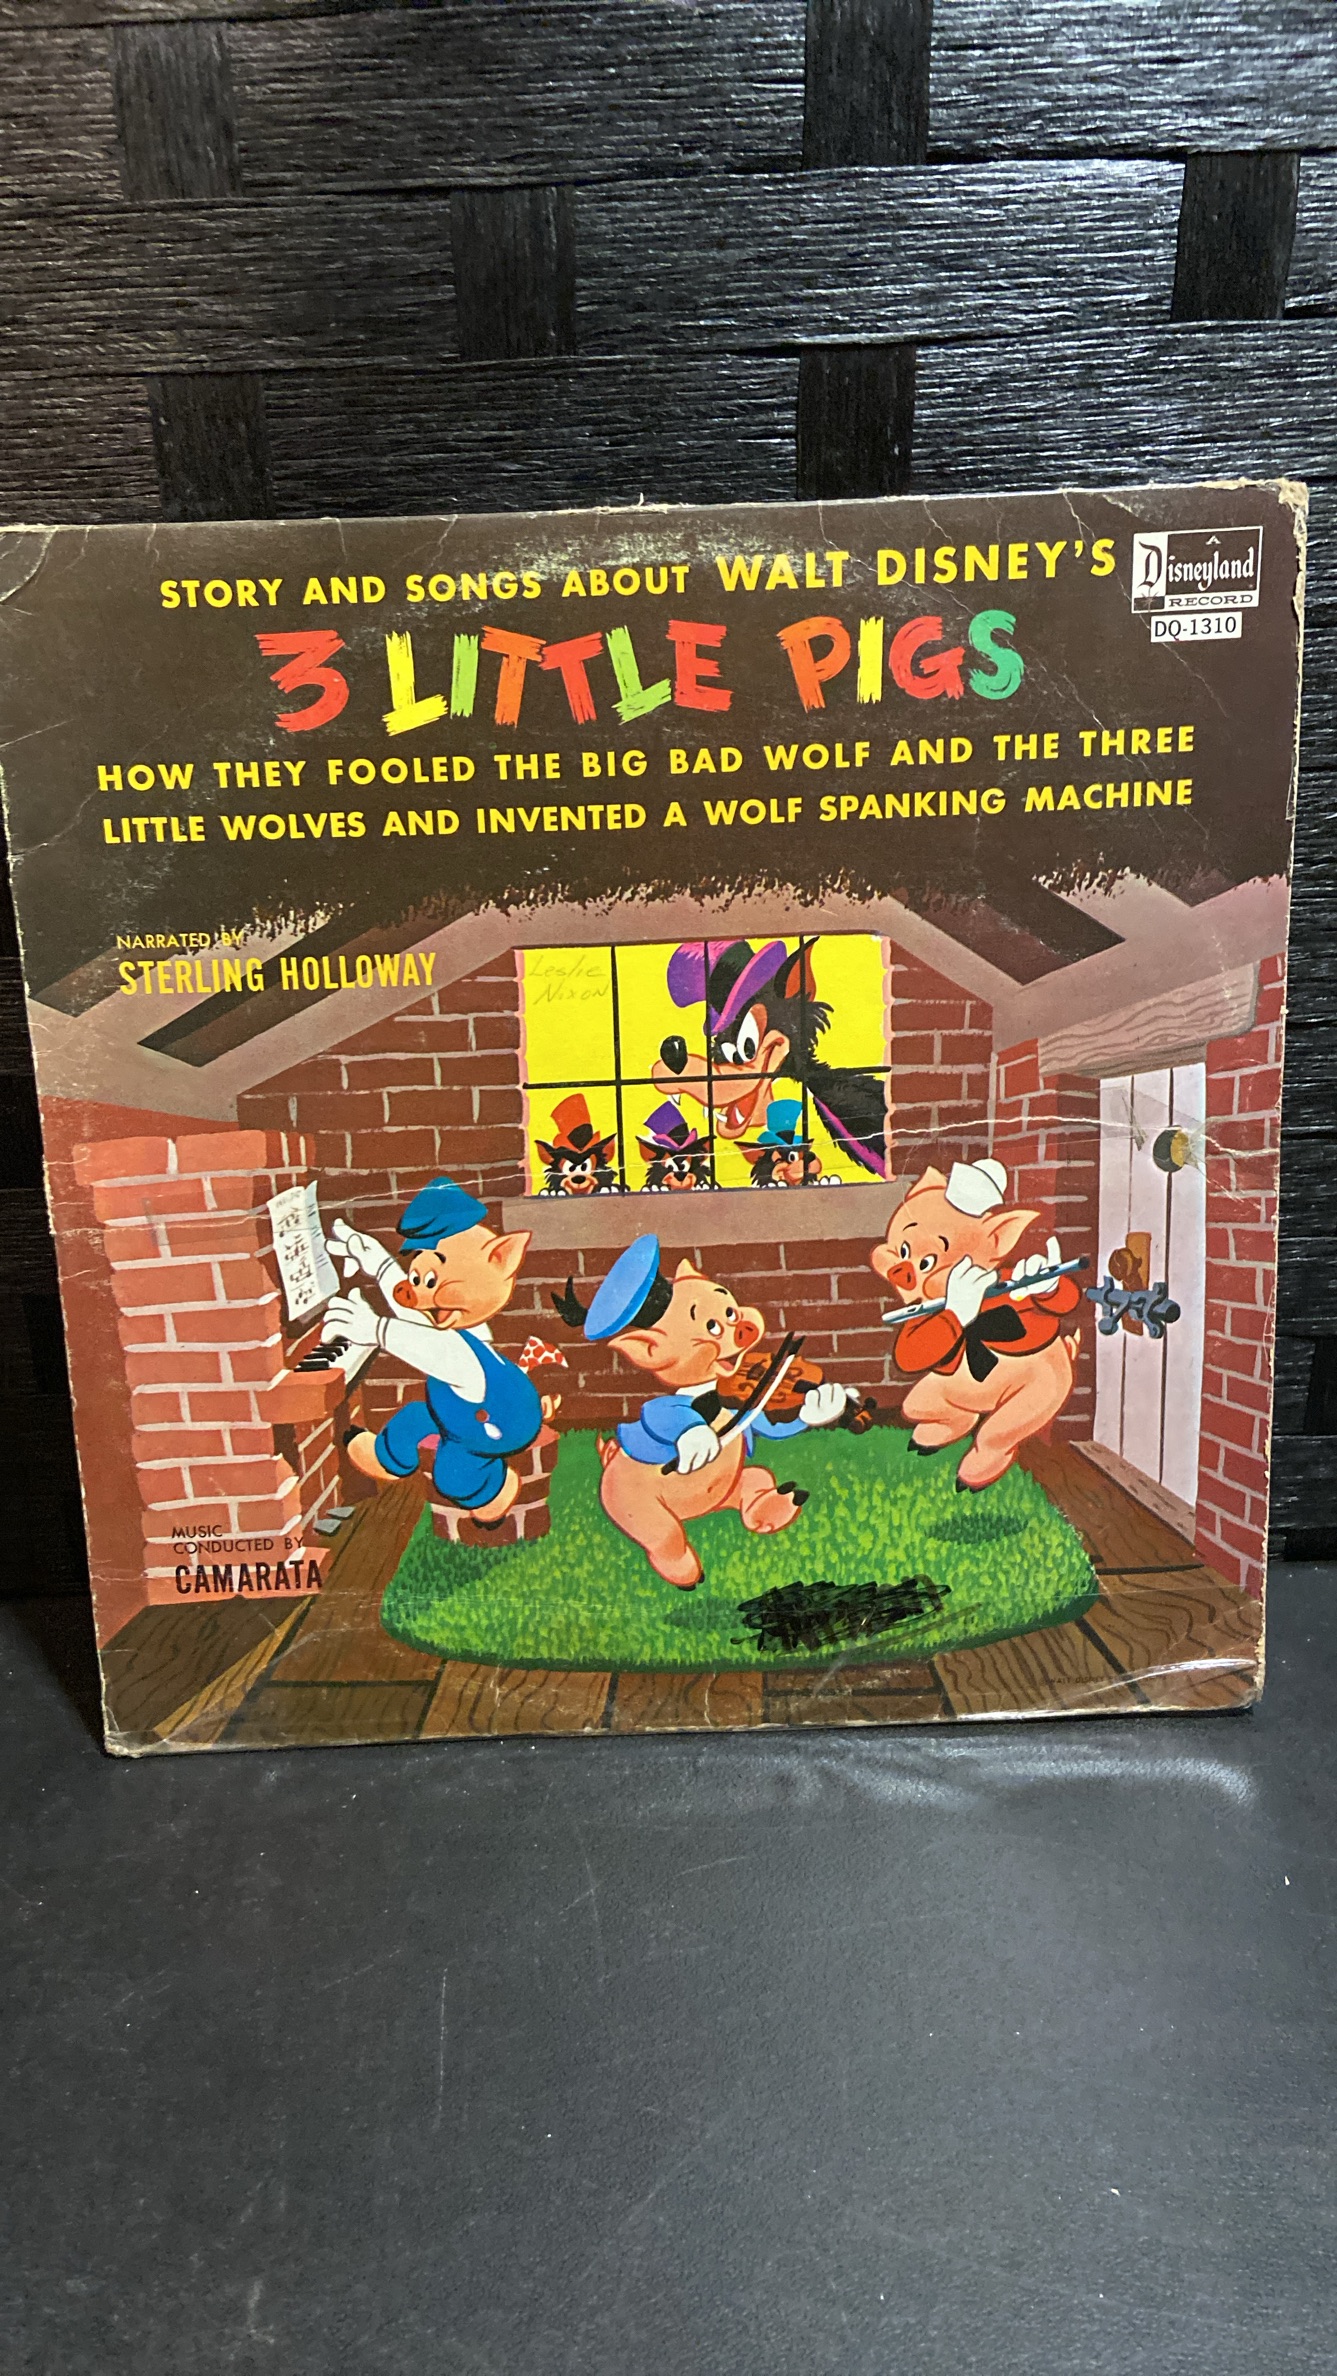 STORY AND SONGS ABOUT WALT DISNEY'S
A
Disneyland
RECORD
DQ-1310
3 LITTLE PIGS
HOW THEY FOOLED THE BIG BAD WOLF AND THE THREE
LITTLE WOLVES AND INVENTED A WOLF SPANKING MACHINE
NARRATED BY
STERLING HOLLOWAY
Leslie
Nixon
MUSIC
CONDUCTED BY
CAMARATA
WALT DISNEY